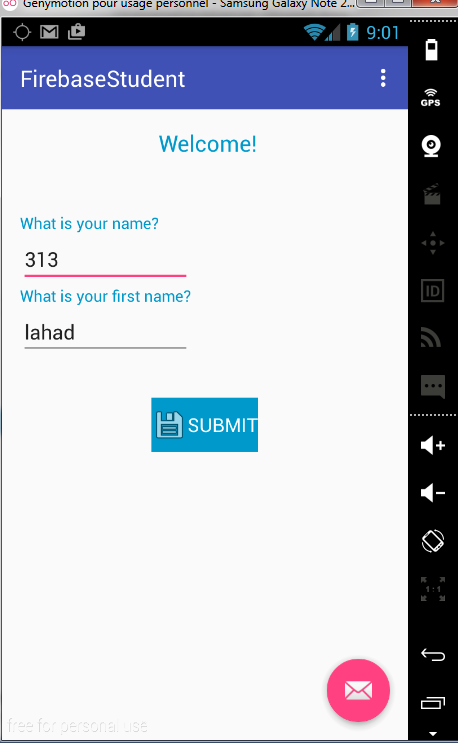 Genymotion pour usage personnel - Samsung Galaxy Note 2...
9:01
FirebaseStudent
GPS
Welcome!
What is your name?
313
ID
What is your first name?
lahad
SUBMIT
1:1
free for personal use